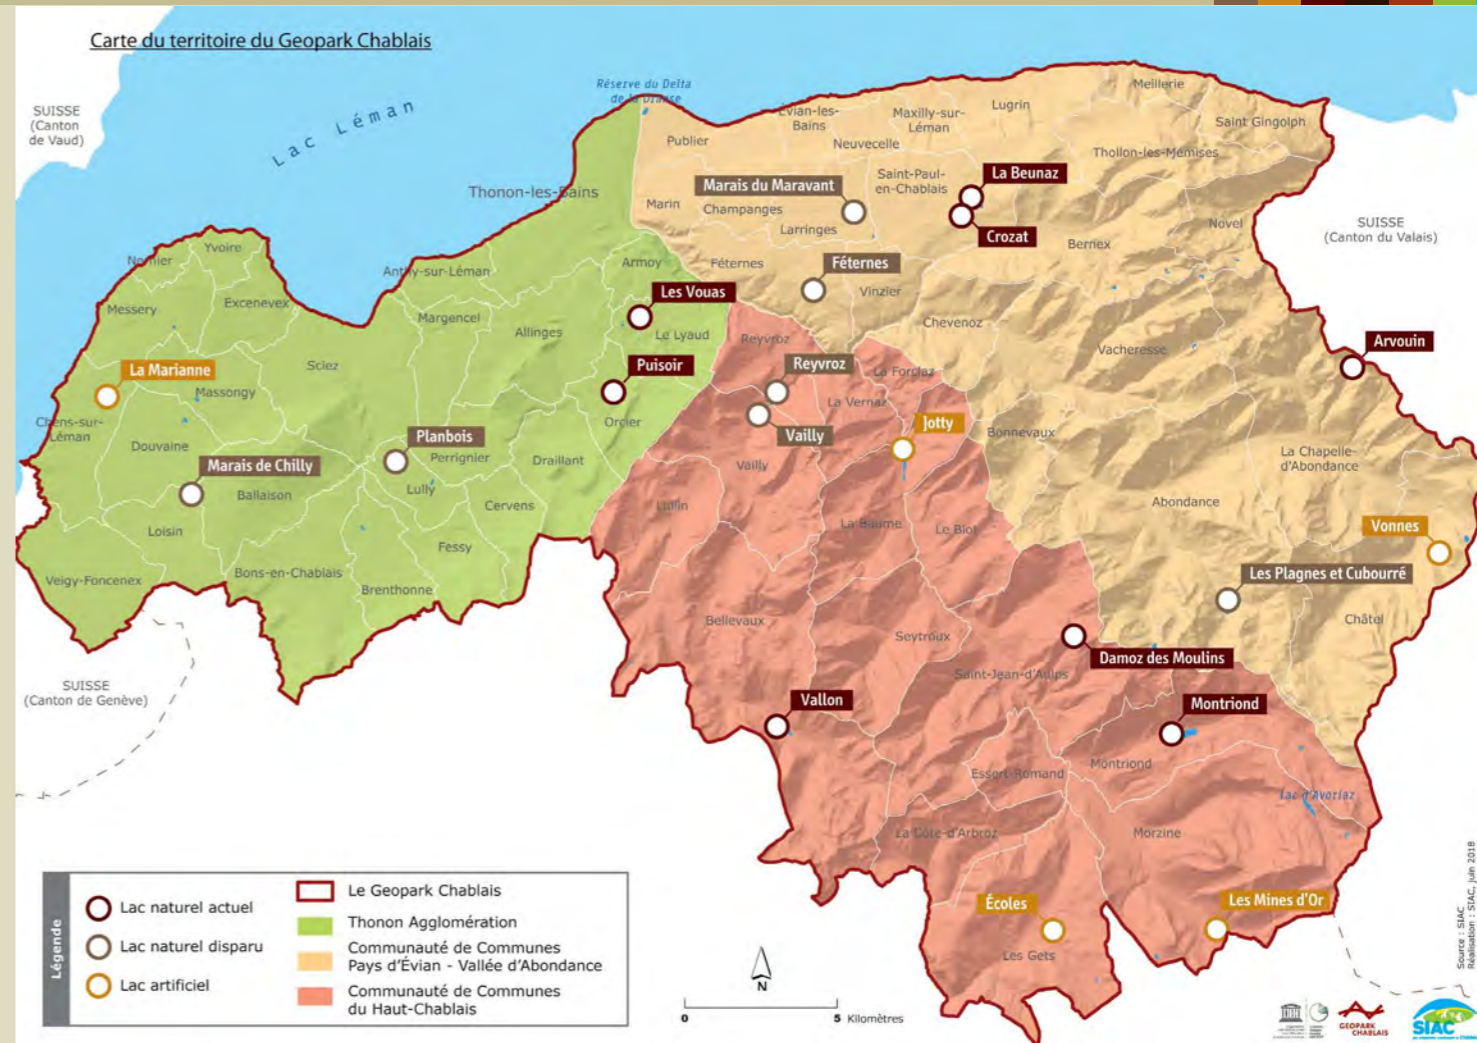 Carte du territoire du Geopark Chablais
SUISSE
(Canton
de Vaud)
Lac Léman
Réserve du Delta
de la Dranse
Thonon-les-Bains
Publier
Évian-les-
Bains
Neuvecelle
Maxilly-sur-
Léman
Lugrin
Meillerie
Saint Gingolph
Thollon-les-Mémises
Saint-Paul-
en-Chablais
La Beunaz
Marais du Maravant
Marin
Champanges
Larringes
Crozat
Bernex
Novel
SUISSE
(Canton du Valais)
Nernier
Yvoire
Anthy-sur-Léman
Armoy
Féternes
Féternes
Vinzier
Messery
Excenevex
Margencel
Allinges
Les Vouas
Le Lyaud
Reyvroz
Chevenoz
Vacheresse
Arvouin
La Marianne
Massongy
Sciez
Puisoir
Reyvroz
La Forclaz
La Vernaz
Chens-sur-
Léman
Douvaine
Planbois
Perrignier
Orcier
Vailly
Jotty
Bonnevaux
Marais de Chilly
Ballaison
Lully
Draillant
Vailly
La Chapelle-
d'Abondance
Loisin
Cervens
Lullin
La Baume
Le Biot
Abondance
Vonnes
Fessy
Veigy-Foncenex
Bons-en-Chablais
Brenthonne
Les Plagnes et Cubourré
Châtel
Bellevaux
Seytroux
Damoz des Moulins
Saint-Jean-d'Aulps
SUISSE
(Canton de Genève)
Vallon
Montriond
Montriond
Essert-Romand
Lac d'Avoriaz
La Côte-d'Arbroz
Morzine
Écoles
Les Mines d'Or
Les Gets
Légende
Lac naturel actuel
Lac naturel disparu
Lac artificiel
Le Geopark Chablais
Thonon Agglomération
Communauté de Communes
Pays d'Évian - Vallée d'Abondance
Communauté de Communes
du Haut-Chablais
N
0 5 Kilomètres
Source : SIAC
Réalisation : SIAC, juin 2018
GEOPARK
CHABLAIS
SIAC